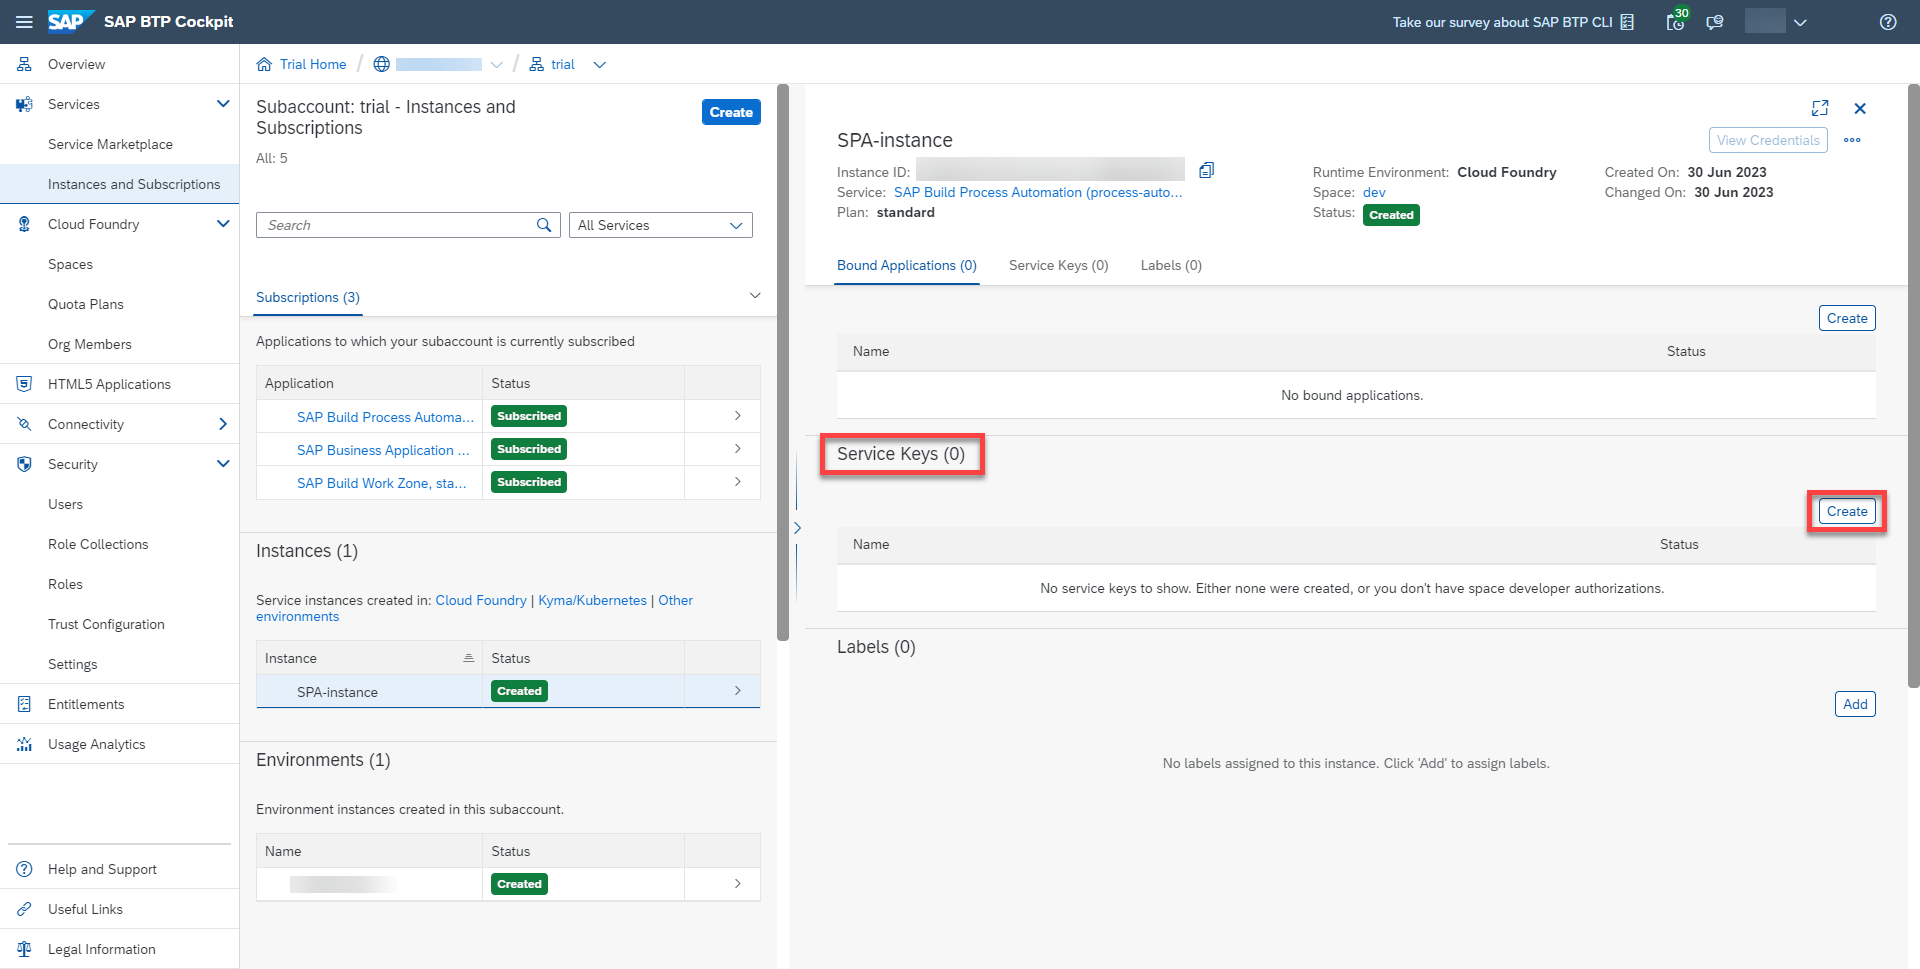 SAP
SAP BTP Cockpit
Take our survey about SAP BTP CLI
30
Overview
Services
Service Marketplace
Instances and Subscriptions
Cloud Foundry
Spaces
Quota Plans
Org Members
HTML5 Applications
Connectivity
Security
Users
Role Collections
Roles
Trust Configuration
Settings
Entitlements
Usage Analytics
Help and Support
Useful Links
Legal Information
Trial Home / / trial
Subaccount: trial - Instances and
Subscriptions
Create
All: 5
Search
All Services
Subscriptions (3)
Applications to which your subaccount is currently subscribed
Application Status
SAP Build Process Automa... Subscribed
SAP Business Application ... Subscribed
SAP Build Work Zone, sta... Subscribed
Instances (1)
Service instances created in: Cloud Foundry | Kyma/Kubernetes | Other
environments
Instance Status
SPA-instance Created
Environments (1)
Environment instances created in this subaccount.
Name Status
Created
SPA-instance
View Credentials
Instance ID:
Service: SAP Build Process Automation (process-auto...
Plan: standard
Runtime Environment: Cloud Foundry
Space: dev
Status: Created
Created On: 30 Jun 2023
Changed On: 30 Jun 2023
Bound Applications (0) Service Keys (0) Labels (0)
Create
Name Status
No bound applications.
Service Keys (0)
Create
Name Status
No service keys to show. Either none were created, or you don't have space developer authorizations.
Labels (0)
Add
No labels assigned to this instance. Click 'Add' to assign labels.